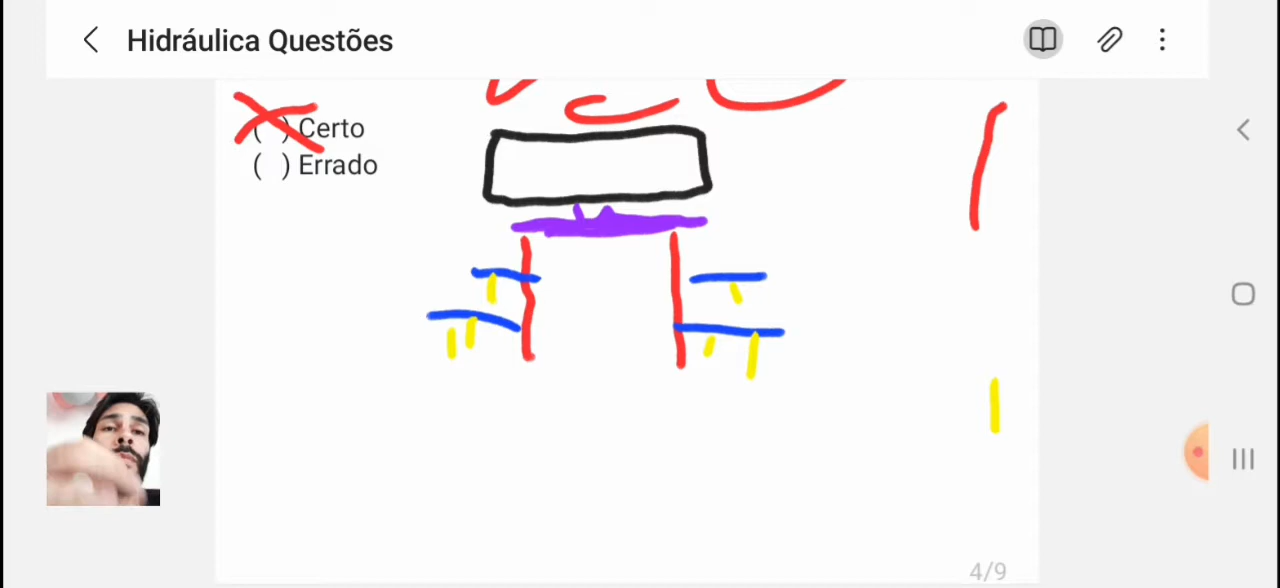 Hidráulica Questões
( ) Certo
( ) Errado
4/9